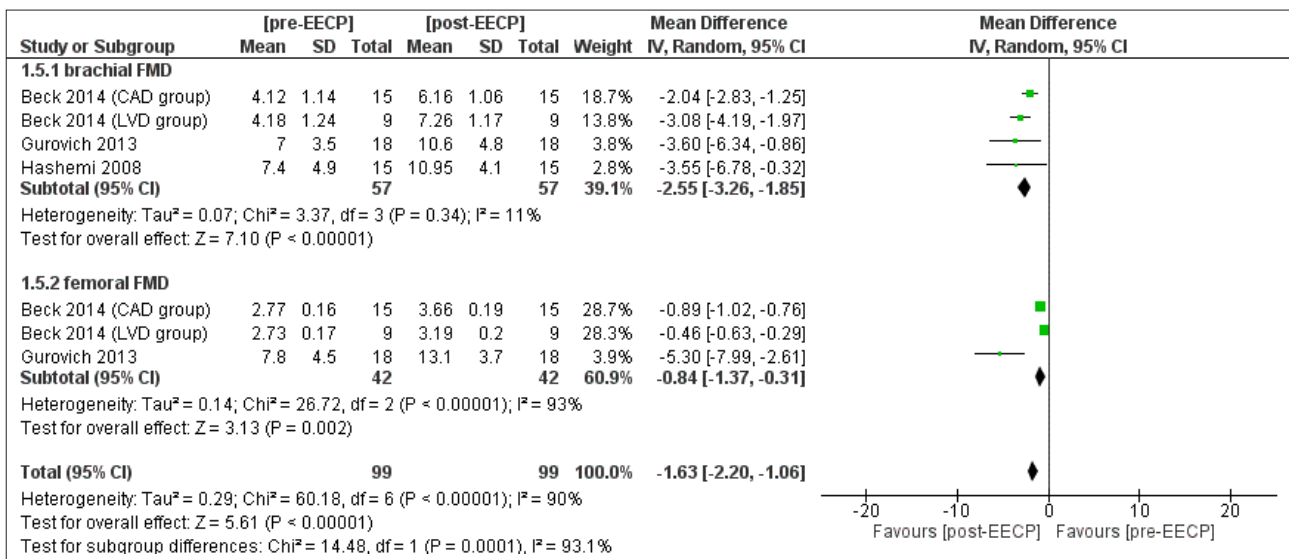 [pre-EECP] [post-EECP] Mean Difference Mean Difference
Study or Subgroup Mean SD Total Mean SD Total Weight IV, Random, 95% CI IV, Random, 95% CI
1.5.1 brachial FMD
Beck 2014 (CAD group) 4.12 1.14 15 6.16 1.06 15 18.7% -2.04 [-2.83, -1.25]
Beck 2014 (LVD group) 4.18 1.24 9 7.26 1.17 9 13.8% -3.08 [-4.19, -1.97]
Gurovich 2013 7 3.5 18 10.6 4.8 18 3.8% -3.60 [-6.34, -0.86]
Hashemi 2008 7.4 4.9 15 10.95 4.1 15 2.8% -3.55 [-6.78, -0.32]
Subtotal (95% CI) 57 57 39.1% -2.55 [-3.26, -1.85]
Heterogeneity: Tau² = 0.07; Chi² = 3.37, df = 3 (P = 0.34); I² = 11%
Test for overall effect: Z = 7.10 (P < 0.00001)
1.5.2 femoral FMD
Beck 2014 (CAD group) 2.77 0.16 15 3.66 0.19 15 28.7% -0.89 [-1.02, -0.76]
Beck 2014 (LVD group) 2.73 0.17 9 3.19 0.2 9 28.3% -0.46 [-0.63, -0.29]
Gurovich 2013 7.8 4.5 18 13.1 3.7 18 3.9% -5.30 [-7.99, -2.61]
Subtotal (95% CI) 42 42 60.9% -0.84 [-1.37, -0.31]
Heterogeneity: Tau² = 0.14; Chi² = 26.72, df = 2 (P < 0.00001); I² = 93%
Test for overall effect: Z = 3.13 (P = 0.002)
Total (95% CI) 99 99 100.0% -1.63 [-2.20, -1.06]
Heterogeneity: Tau² = 0.29; Chi² = 60.18, df = 6 (P < 0.00001); I² = 90%
Test for overall effect: Z = 5.61 (P < 0.00001)
Test for subgroup differences: Chi² = 14.48, df = 1 (P = 0.0001), I² = 93.1%
-20 -10 0 10 20
Favours [post-EECP] Favours [pre-EECP]